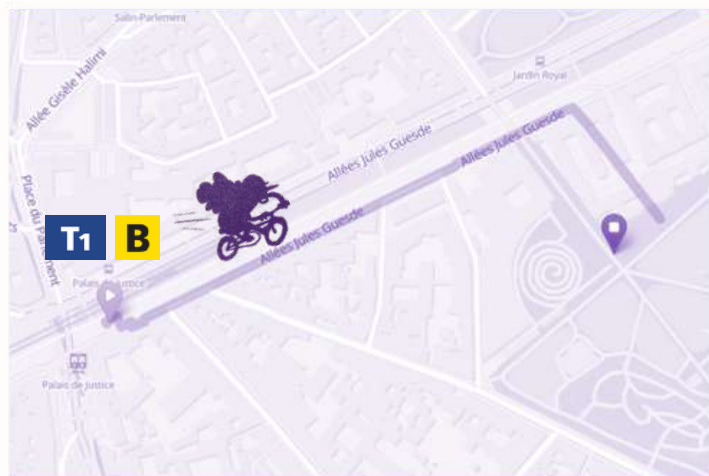 Salin-Parlement
Jardin Royal
Allée Gisèle Halimi
Allées Jules Guesde
Allées Jules Guesde
Place du Parlement
T1 B
Allées Jules Guesde
Palais de Justice
Palais de Justice